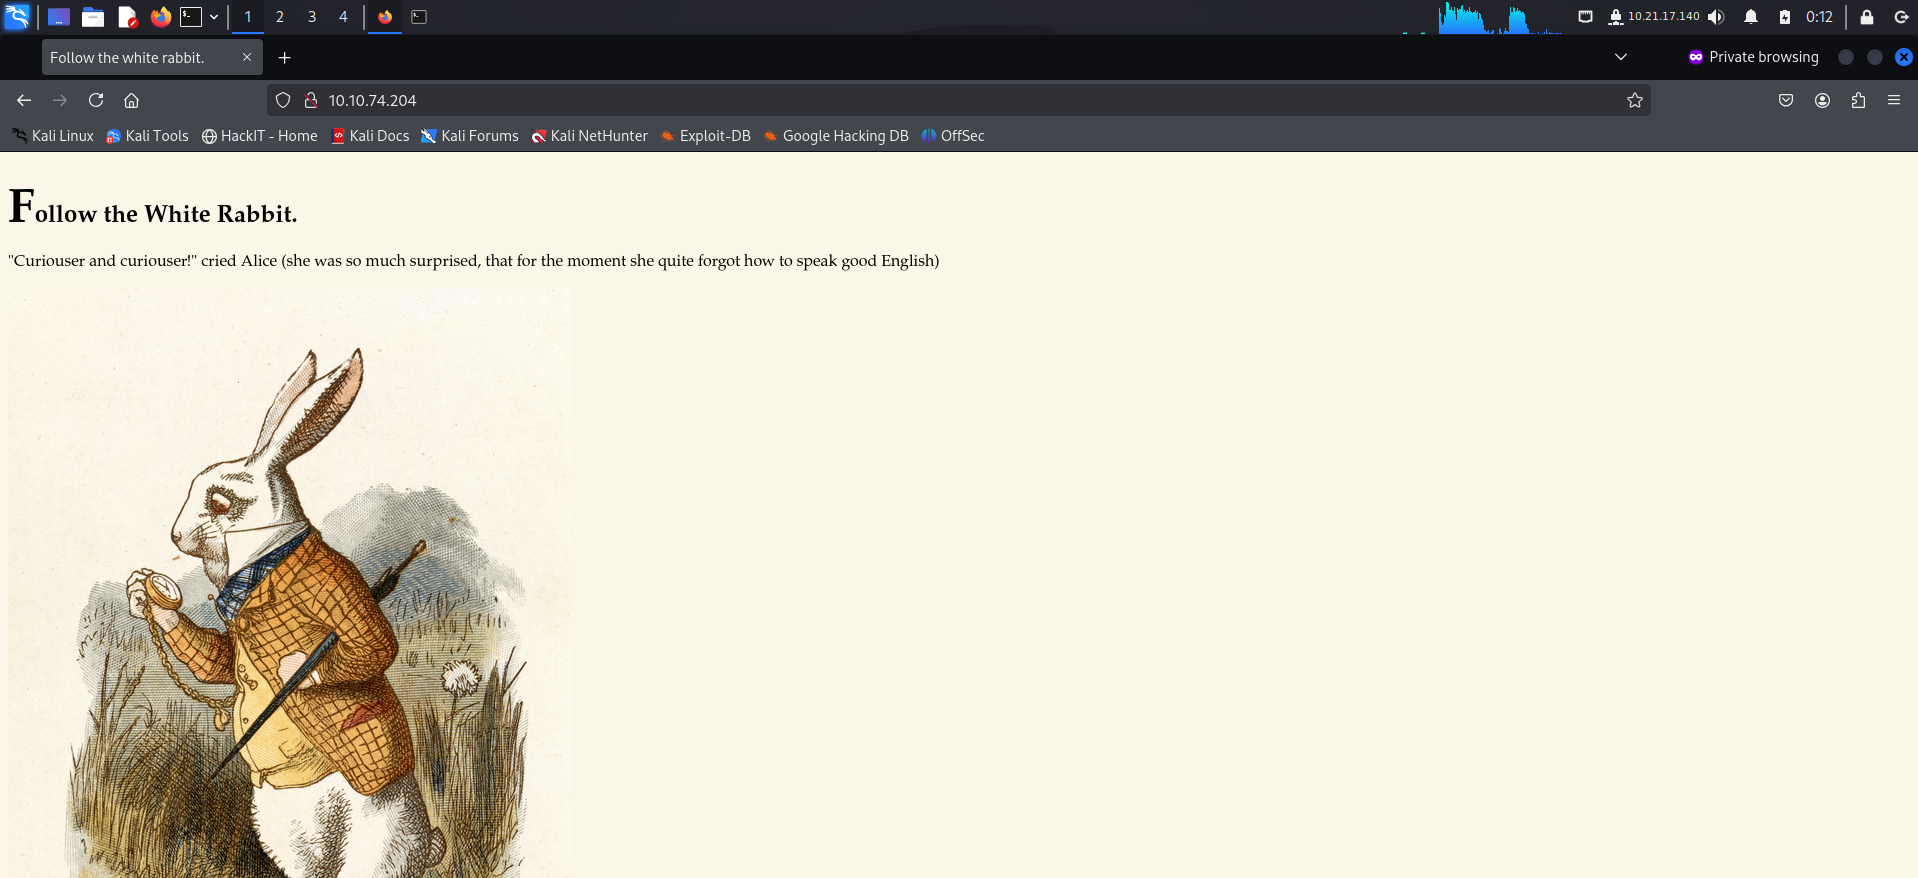 1 2 3 4 10.21.17.140 0:12
Follow the white rabbit. Private browsing
10.10.74.204
Kali Linux Kali Tools HackIT - Home Kali Docs Kali Forums Kali NetHunter Exploit-DB Google Hacking DB OffSec
Follow the White Rabbit.
"Curiouser and curiouser!" cried Alice (she was so much surprised, that for the moment she quite forgot how to speak good English)